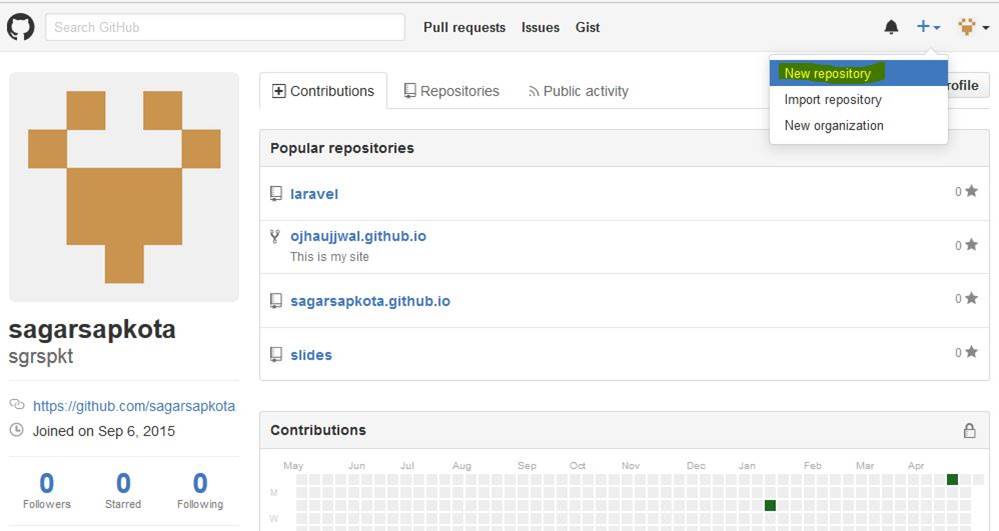 Search GitHub
Pull requests Issues Gist
New repository
Import repository
New organization
rofile
Contributions Repositories Public activity
Popular repositories
laravel
0
ojhaujjwal.github.io
This is my site
0
sagarsapkota.github.io
0
slides
0
sagarsapkota
sgrspkt
https://github.com/sagarsapkota
Joined on Sep 6, 2015
0 0 0
Followers Starred Following
Contributions
May Jun Jul Aug Sep Oct Nov Dec Jan Feb Mar Apr
M
W